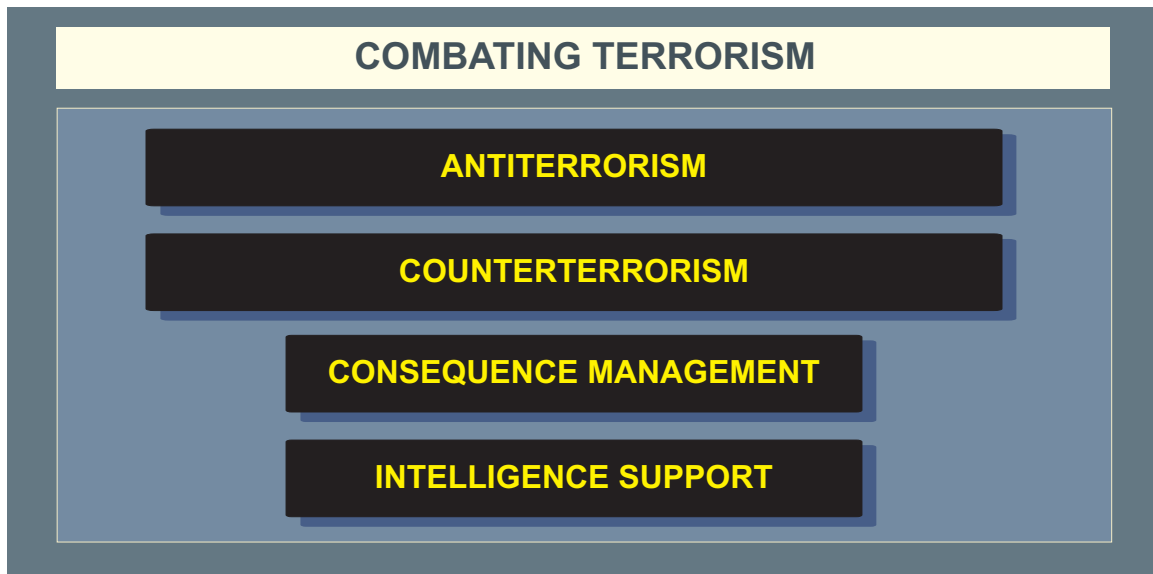 COMBATING TERRORISM
ANTITERRORISM
COUNTERTERRORISM
CONSEQUENCE MANAGEMENT
INTELLIGENCE SUPPORT